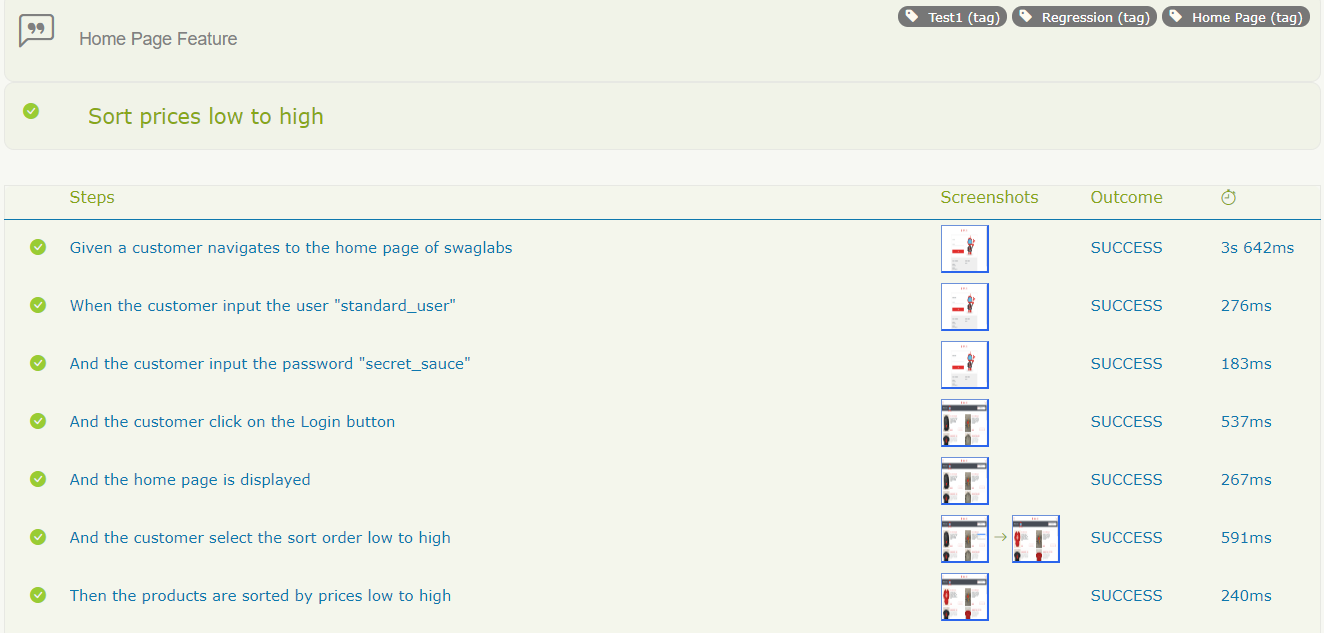 Test1 (tag) Regression (tag) Home Page (tag)
Home Page Feature
Sort prices low to high
Steps Screenshots Outcome
Given a customer navigates to the home page of swaglabs SUCCESS 3s 642ms
When the customer input the user "standard_user" SUCCESS 276ms
And the customer input the password "secret_sauce" SUCCESS 183ms
And the customer click on the Login button SUCCESS 537ms
And the home page is displayed SUCCESS 267ms
And the customer select the sort order low to high SUCCESS 591ms
Then the products are sorted by prices low to high SUCCESS 240ms